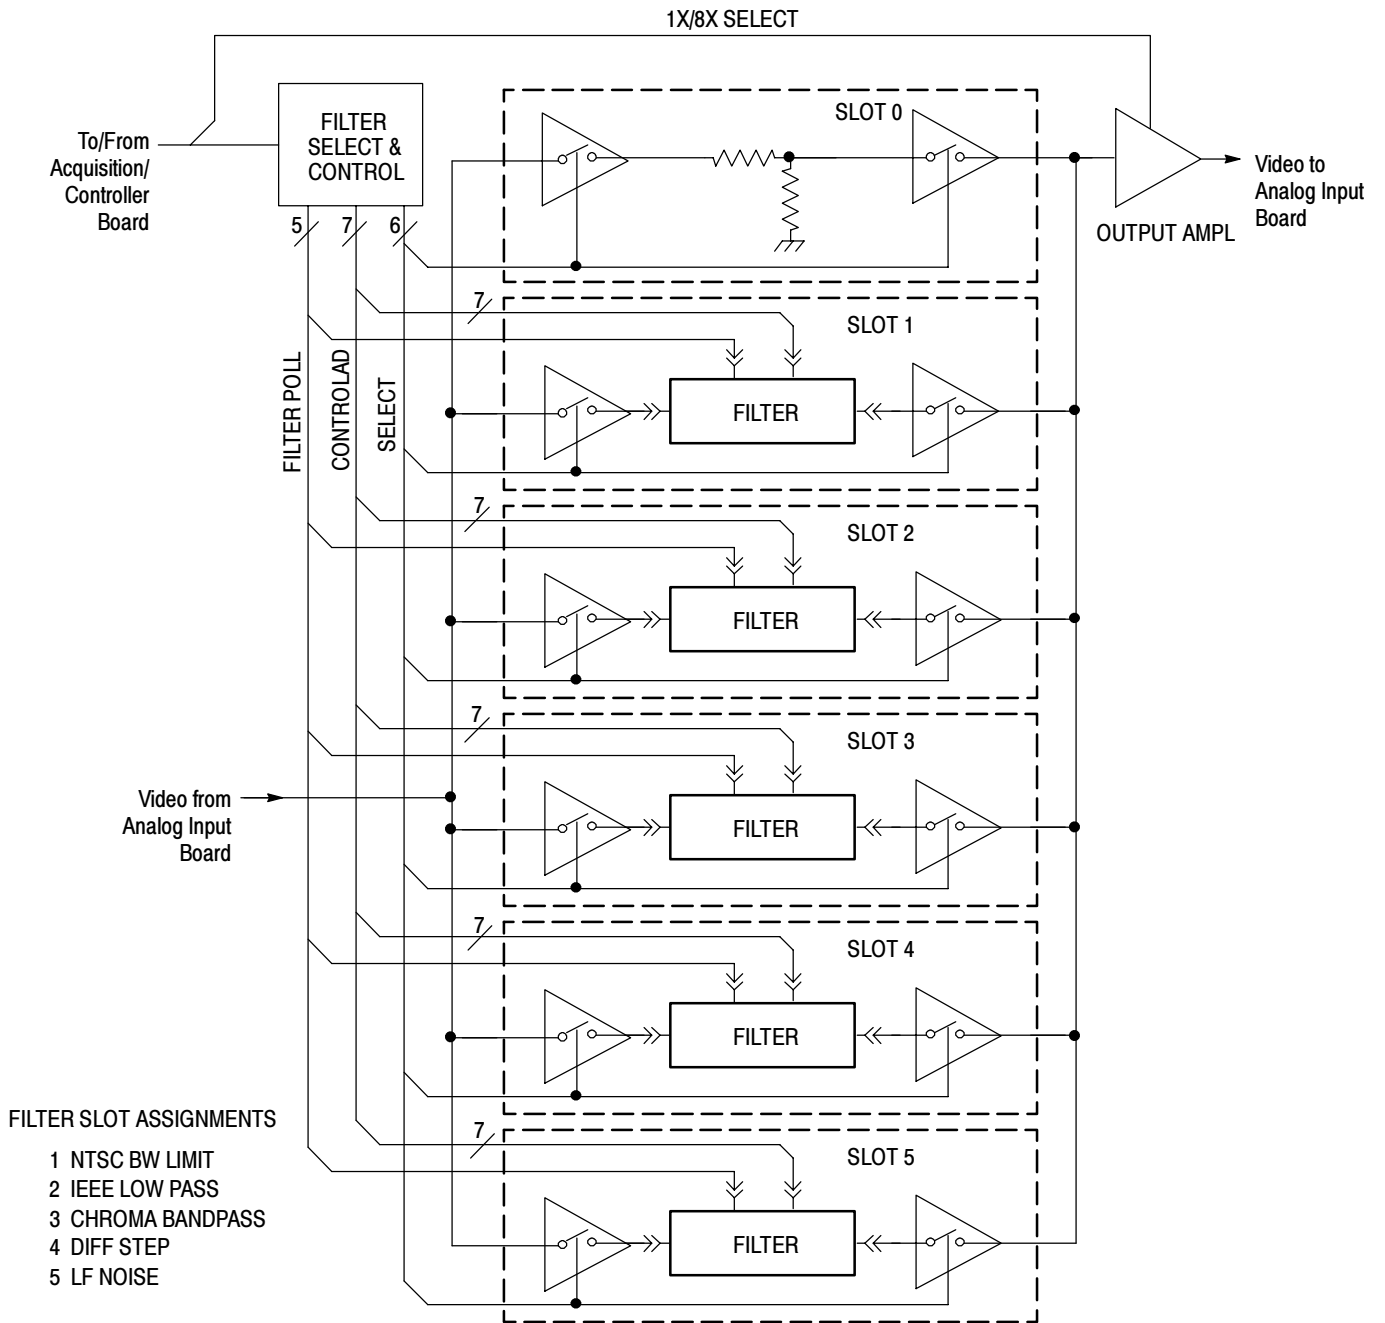 1X/8X SELECT
FILTER
SELECT &
CONTROL
To/From
Acquisition/
Controller
Board
5
7
6
SLOT 0
Video to
Analog Input
Board
OUTPUT AMPL
7
SLOT 1
FILTER POLL
CONTROLAD
SELECT
FILTER
7
SLOT 2
FILTER
7
SLOT 3
Video from
Analog Input
Board
FILTER
7
SLOT 4
FILTER
FILTER SLOT ASSIGNMENTS
1 NTSC BW LIMIT
2 IEEE LOW PASS
3 CHROMA BANDPASS
4 DIFF STEP
5 LF NOISE
7
SLOT 5
FILTER